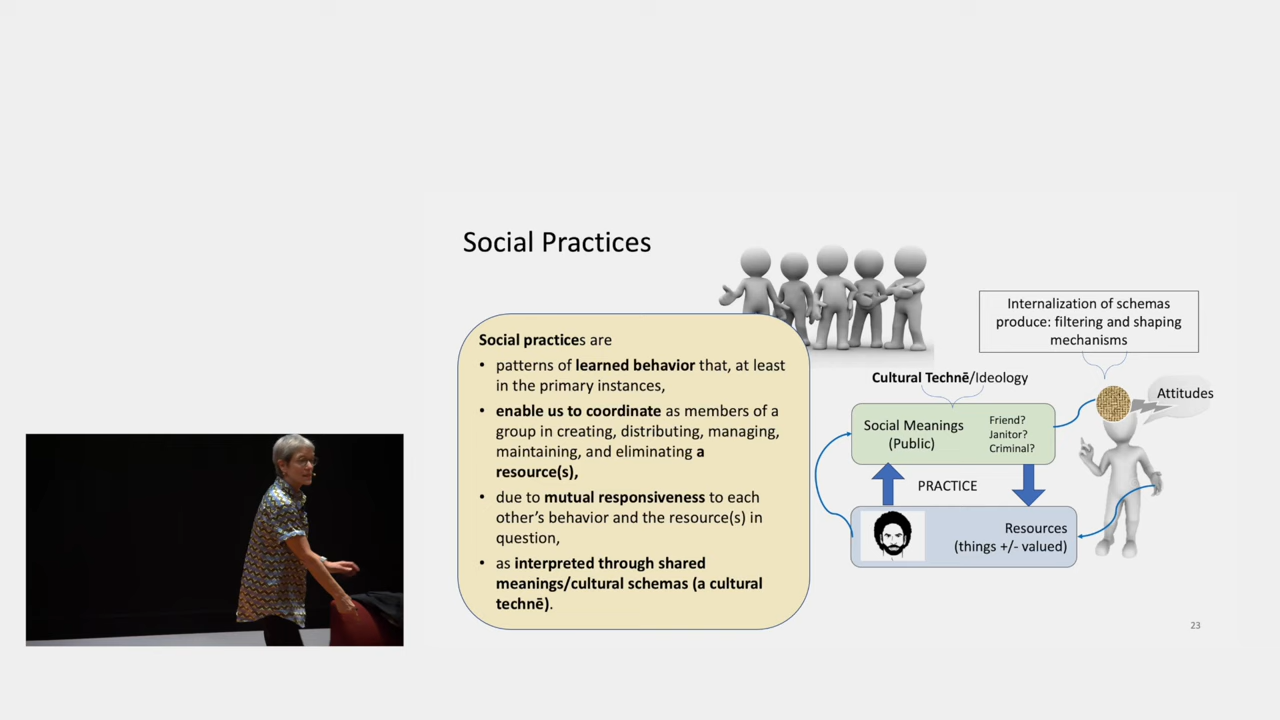 Social Practices
Social practices are
• patterns of learned behavior that, at least
in the primary instances,
• enable us to coordinate as members of a
group in creating, distributing, managing,
maintaining, and eliminating a
resource(s),
• due to mutual responsiveness to each
other's behavior and the resource(s) in
question,
• as interpreted through shared
meanings/cultural schemas (a cultural
technē).
Internalization of schemas
produce: filtering and shaping
mechanisms
Cultural Technē/Ideology
Attitudes
Social Meanings
(Public)
Friend?
Janitor?
Criminal?
PRACTICE
Resources
(things +/- valued)
23